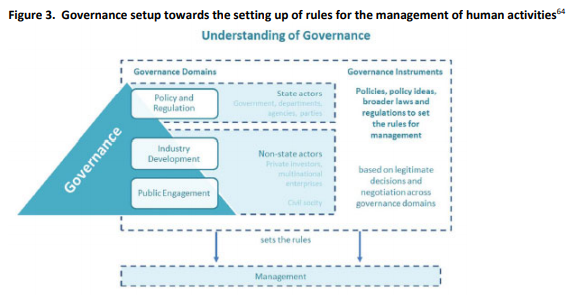 Figure 3. Governance setup towards the setting up of rules for the management of human activities64
Understanding of Governance
Governance Domains
Governance Instruments
Governance
Policy and
Regulation
State actors
Government, departments,
agencies, parties
Industry
Development
Non-state actors
Private investors,
multinational
enterprises
Public Engagement
Civil socity
Policies, policy ideas,
broader laws and
regulations to set
the rules for
management
based on legitimate
decisions and
negotiation across
governance domains
sets the rules
Management